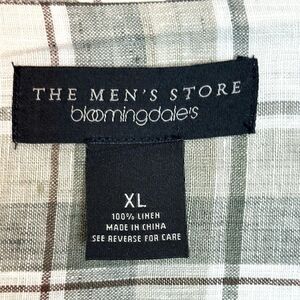 THE MEN'S STORE
bloomingdale's
XL
100% LINEN
MADE IN CHINA
SEE REVERSE FOR CARE